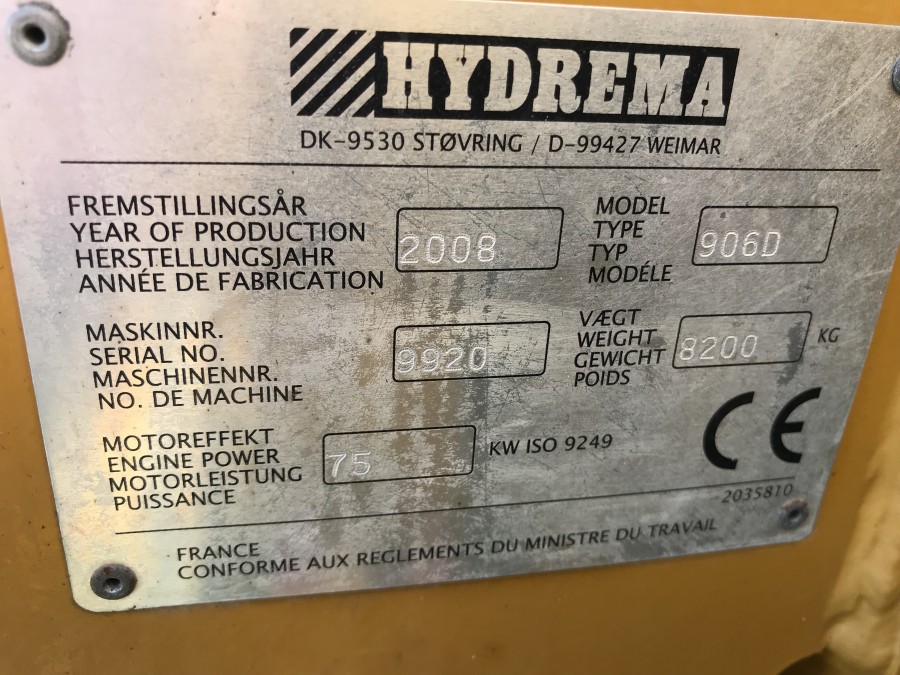 HYDREMA
DK-9530 STØVRING / D-99427 WEIMAR
FREMSTILLINGSÅR
YEAR OF PRODUCTION
HERSTELLUNGSJAHR
ANNÉE DE FABRICATION
2008
MODEL
TYPE
TYP
MODÉLE
906D
MASKINNR.
SERIAL NO.
MASCHINENNR.
NO. DE MACHINE
9920
VÆGT
WEIGHT
GEWICHT
POIDS
8200
KG
MOTOREFFEKT
ENGINE POWER
MOTORLEISTUNG
PUISSANCE
75
KW ISO 9249
CE
2035810
FRANCE
CONFORME AUX REGLEMENTS DU MINISTRE DU TRAVAIL